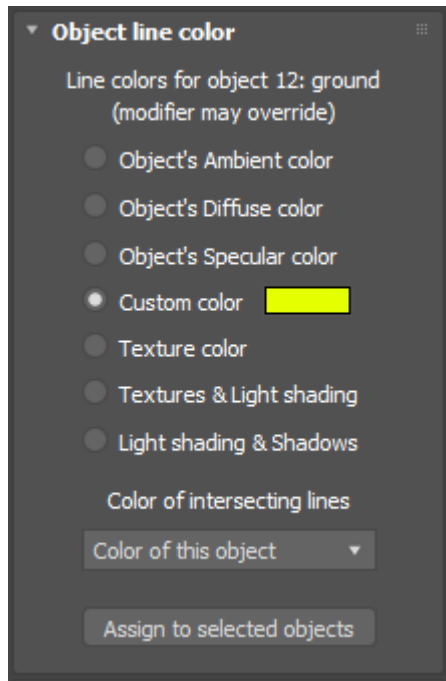 Object line color
Line colors for object 12: ground
(modifier may override)
Object's Ambient color
Object's Diffuse color
Object's Specular color
Custom color
Texture color
Textures & Light shading
Light shading & Shadows
Color of intersecting lines
Color of this object
Assign to selected objects